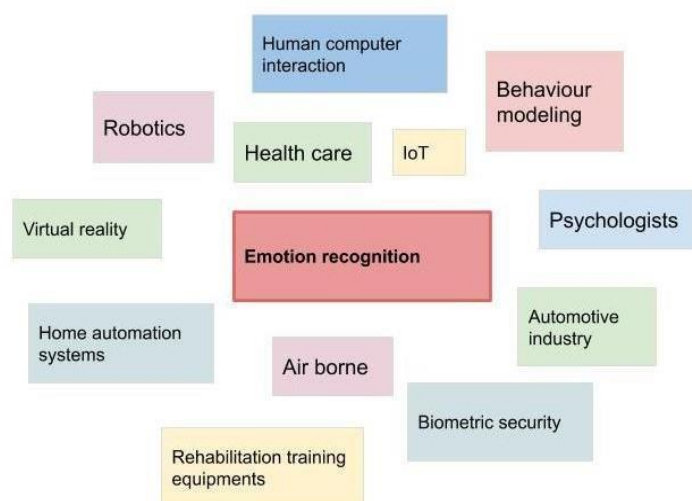 Human computer
interaction
Behaviour
modeling
Robotics
Health care
IoT
Virtual reality
Psychologists
Emotion recognition
Automotive
industry
Home automation
systems
Air borne
Biometric security
Rehabilitation training
equipments